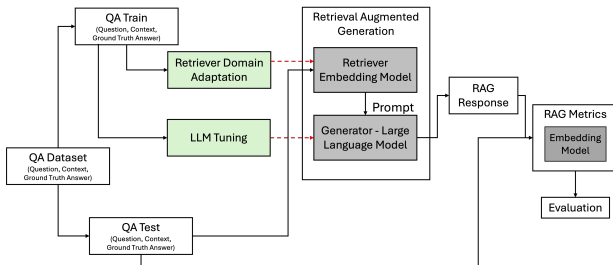 QA Train
(Question, Context,
Ground Truth Answer)
Retrieval Augmented
Generation
Retriever Domain
Adaptation
Retriever
Embedding Model
Prompt
RAG
Response
RAG Metrics
LLM Tuning
Generator - Large
Language Model
Embedding
Model
QA Dataset
(Question, Context,
Ground Truth Answer)
Evaluation
QA Test
(Question, Context,
Ground Truth Answer)